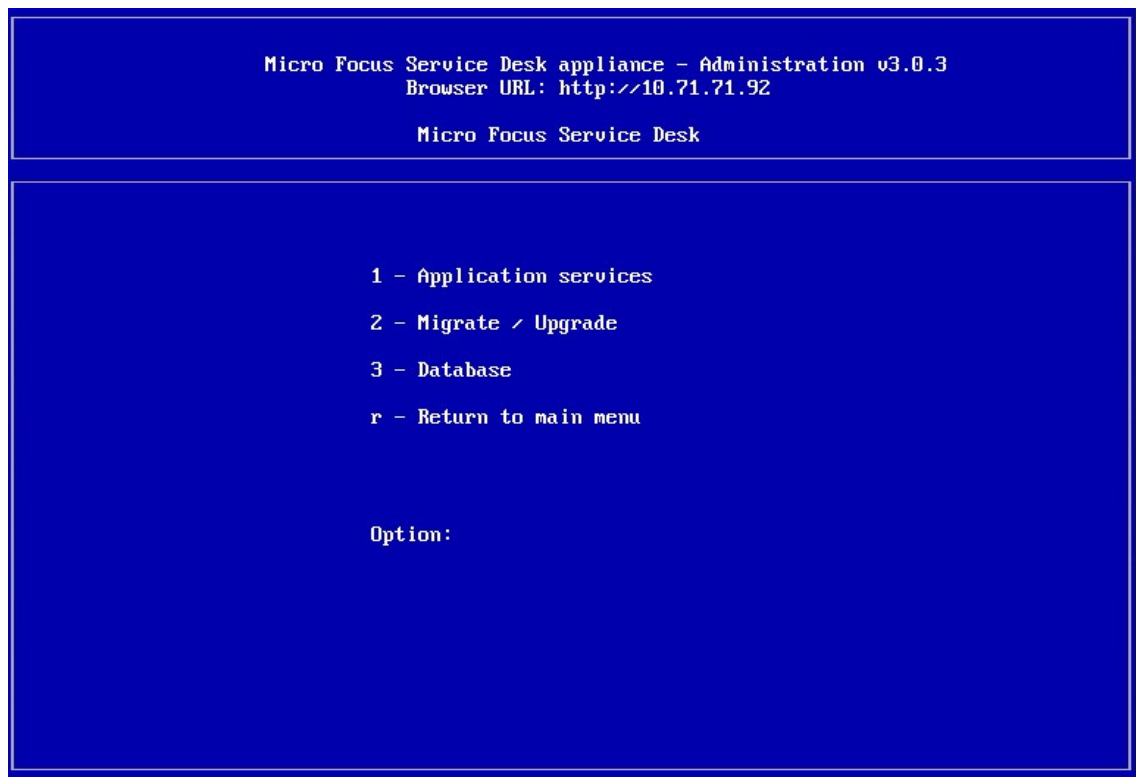 Micro Focus Service Desk appliance - Administration v3.0.3
Browser URL: http://10.71.71.92
Micro Focus Service Desk
1 - Application services
2 - Migrate / Upgrade
3 - Database
r - Return to main menu
Option: